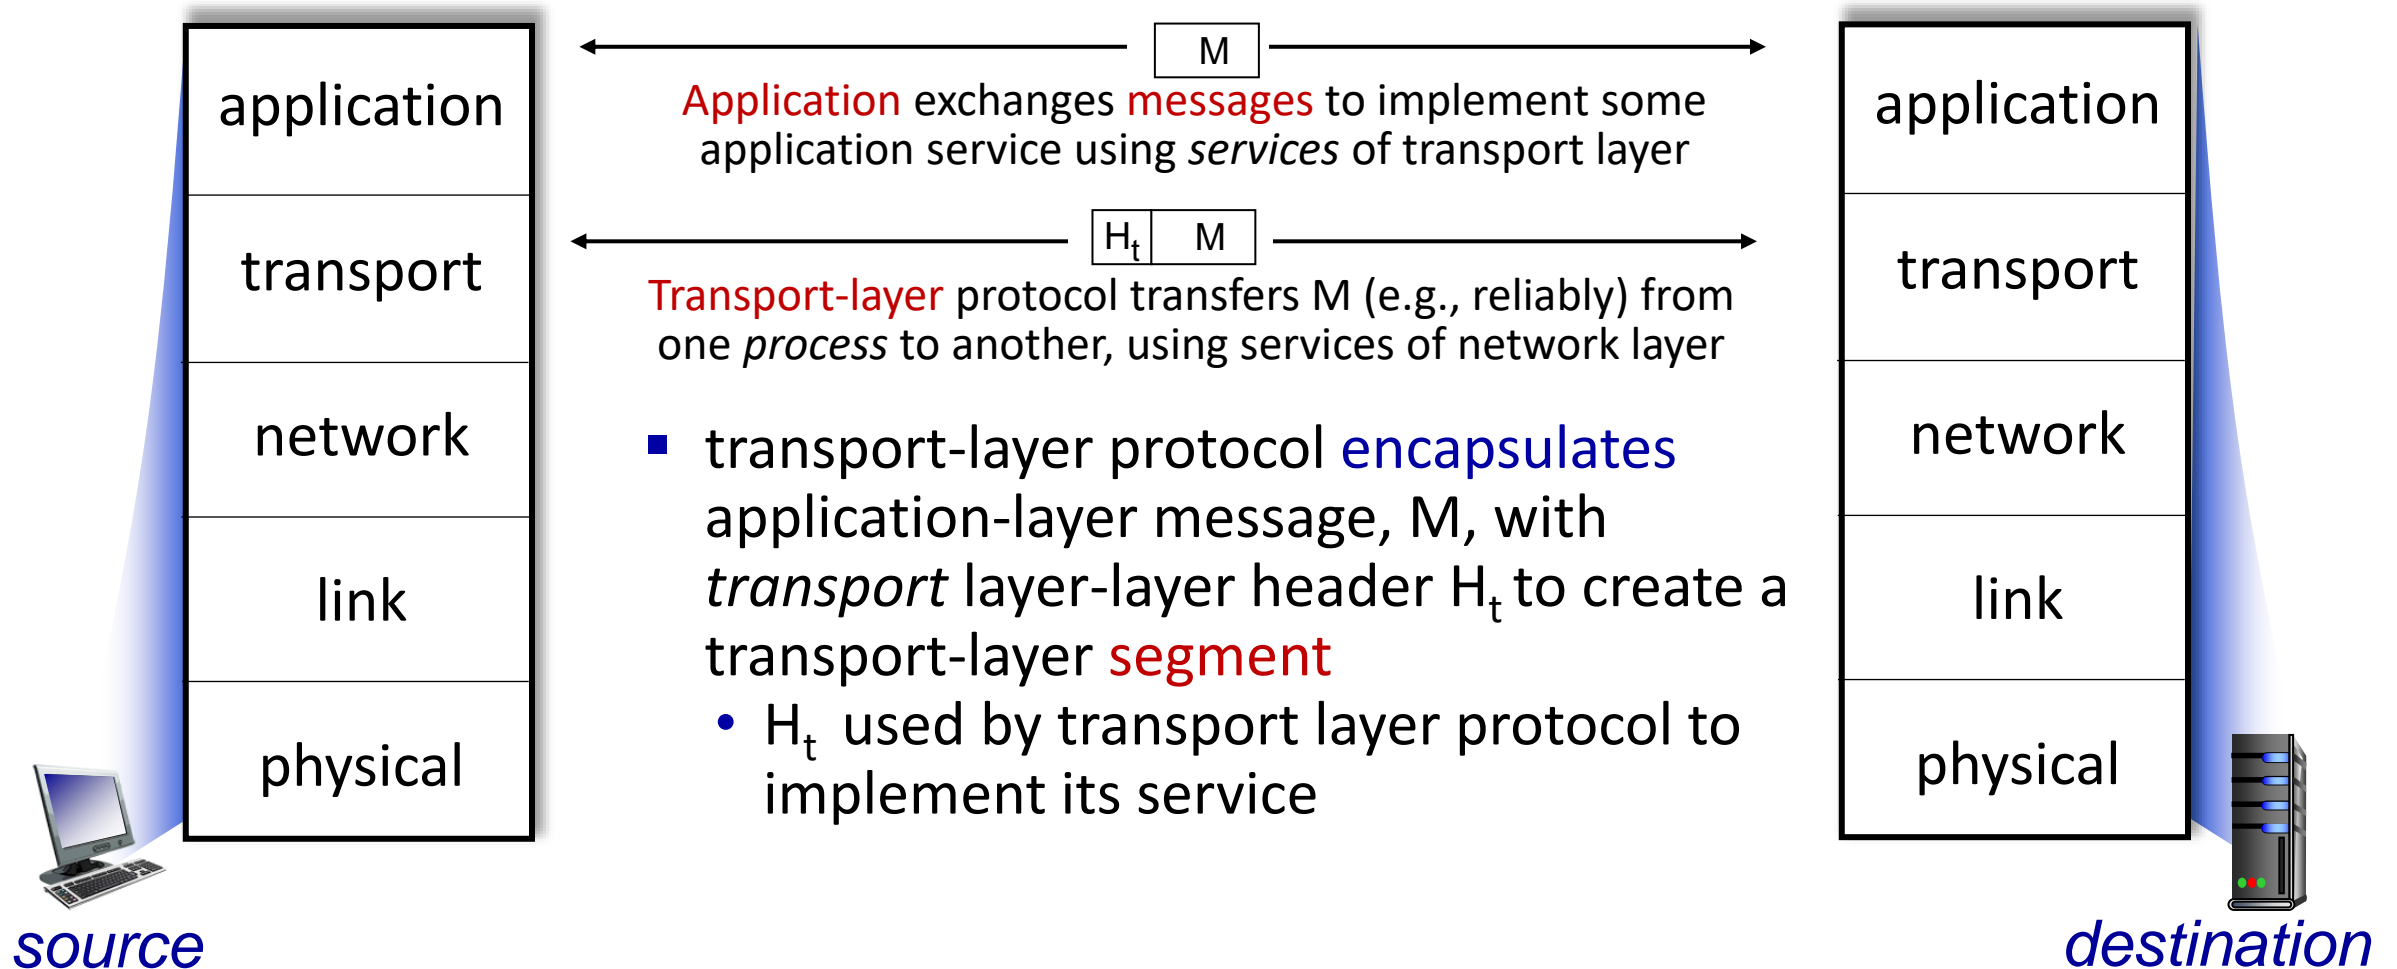 application
transport
network
link
physical
source
M
Application exchanges messages to implement some
application service using services of transport layer
Ht M
Transport-layer protocol transfers M (e.g., reliably) from
one process to another, using services of network layer
▪ transport-layer protocol encapsulates
application-layer message, M, with
transport layer-layer header Ht to create a
transport-layer segment
• Ht used by transport layer protocol to
implement its service
application
transport
network
link
physical
destination